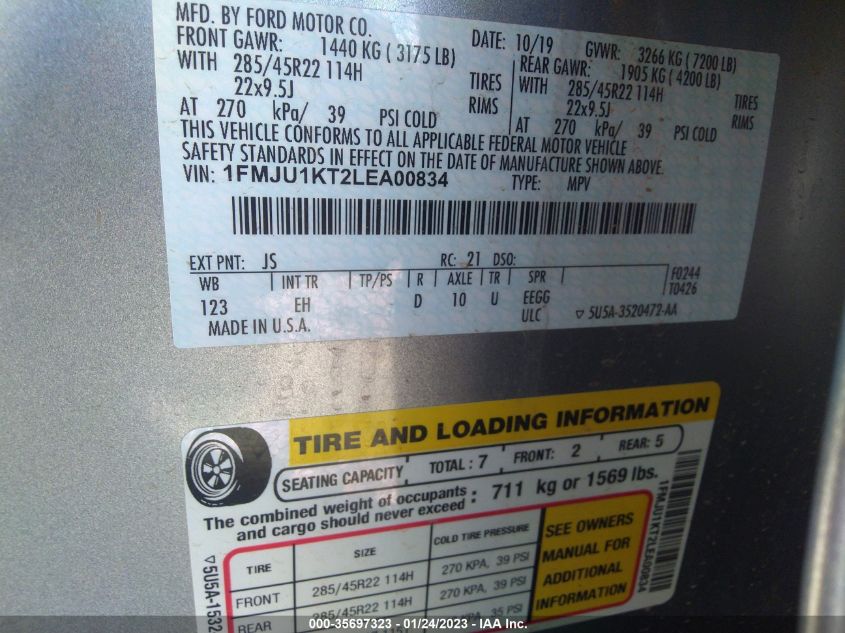 MFD. BY FORD MOTOR CO.
DATE: 10/19 GVWR: 3266 KG ( 7200 LB)
FRONT GAWR: 1440 KG ( 3175 LB)
WITH 285/45R22 114H TIRES
22x9.5J RIMS
AT 270 kPa/ 39 PSI COLD
REAR GAWR: 1905 KG ( 4200 LB)
WITH 285/45R22 114H TIRES
22x9.5J RIMS
AT 270 kPa/ 39 PSI COLD
THIS VEHICLE CONFORMS TO ALL APPLICABLE FEDERAL MOTOR VEHICLE
SAFETY STANDARDS IN EFFECT ON THE DATE OF MANUFACTURE SHOWN ABOVE.
VIN: 1FMJU1KT2LEA00834 TYPE: MPV
EXT PNT: JS RC: 21 DSO:
WB INT TR TP/PS R AXLE TR SPR F0244
T0426
123 EH D 10 U EEGG
ULC
MADE IN U.S.A. ▽ 5U5A-3520472-AA
TIRE AND LOADING INFORMATION
SEATING CAPACITY TOTAL : 7 FRONT: 2 REAR: 5
The combined weight of occupants
and cargo should never exceed : 711 kg or 1569 lbs.
TIRE SIZE COLD TIRE PRESSURE
FRONT 285/45R22 114H 270 KPA, 39 PSI
REAR 285/45R22 114H 270 KPA, 39 PSI
35 PSI
SEE OWNERS
MANUAL FOR
ADDITIONAL
INFORMATION
1FMJU1KT2LEA00834
▽ 5U5A-1532
000-35697323 - 01/24/2023 - IAA Inc.